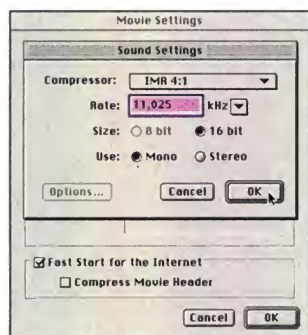 Movie Settings
Sound Settings
Compressor: IMA 4:1
Rate: 11,025 kHz
Size: 8 bit 16 bit
Use: Mono Stereo
Options... Cancel OK
Fast Start for the Internet
Compress Movie Header
Cancel OK